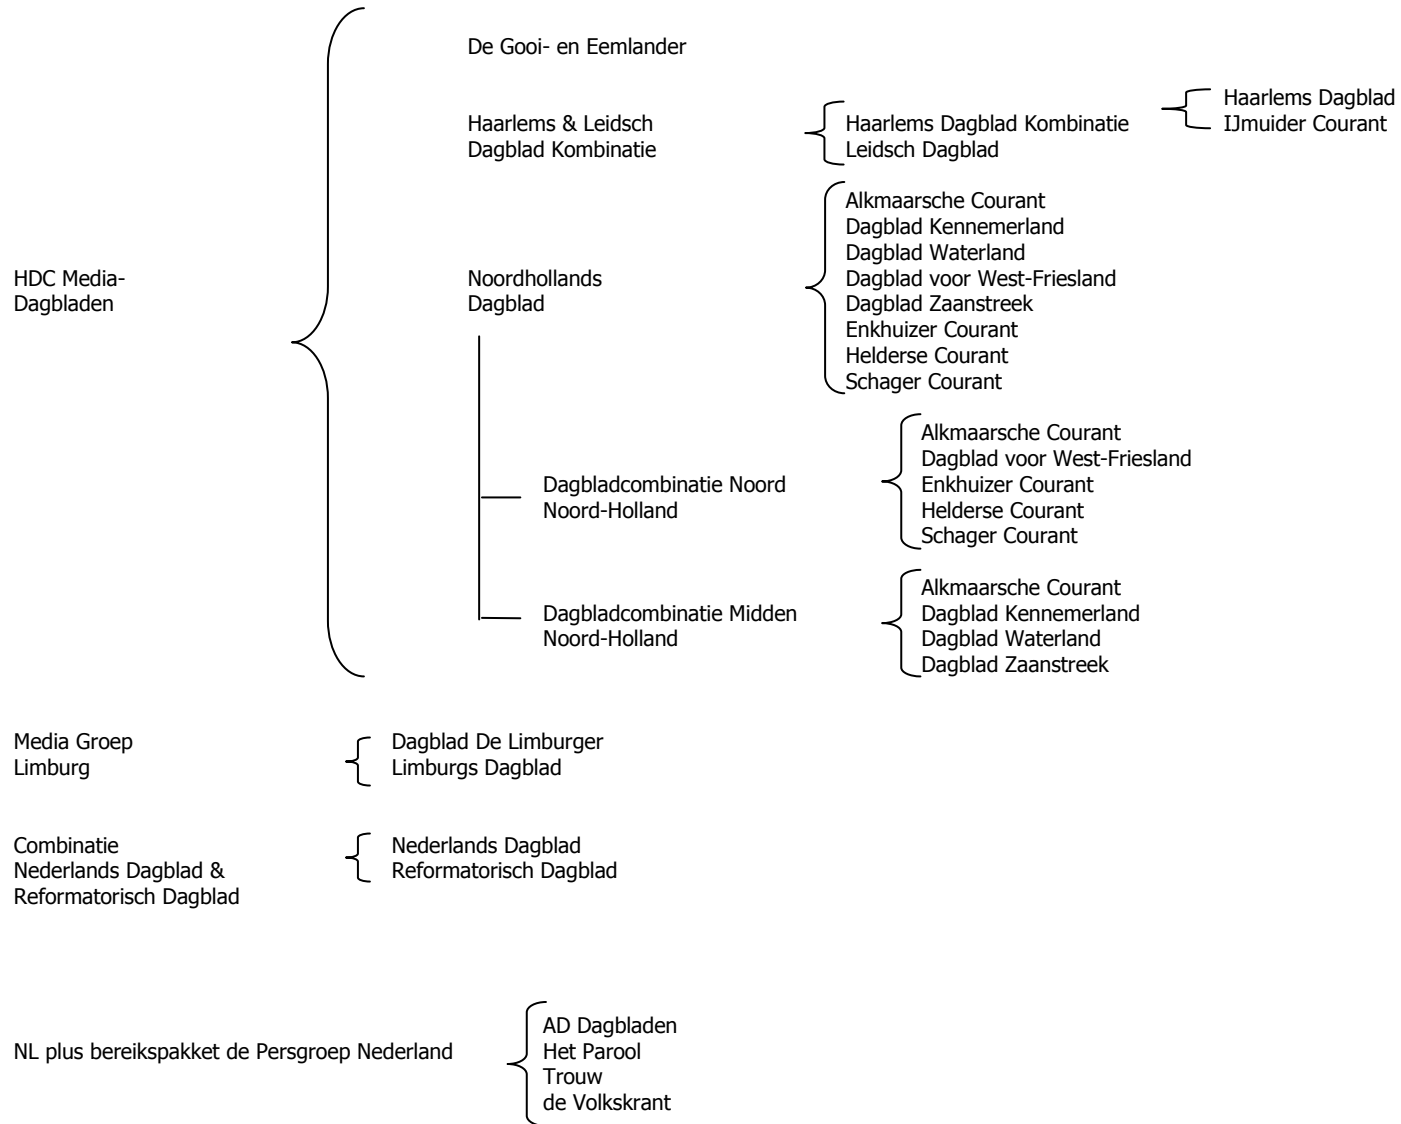 De Gooi- en Eemlander
Haarlems & Leidsch
Dagblad Kombinatie
Haarlems Dagblad Kombinatie
Leidsch Dagblad
Haarlems Dagblad
IJmuider Courant
HDC Media-
Dagbladen
Noordhollands
Dagblad
Alkmaarsche Courant
Dagblad Kennemerland
Dagblad Waterland
Dagblad voor West-Friesland
Dagblad Zaanstreek
Enkhuizer Courant
Helderse Courant
Schager Courant
Dagbladcombinatie Noord
Noord-Holland
Alkmaarsche Courant
Dagblad voor West-Friesland
Enkhuizer Courant
Helderse Courant
Schager Courant
Dagbladcombinatie Midden
Noord-Holland
Alkmaarsche Courant
Dagblad Kennemerland
Dagblad Waterland
Dagblad Zaanstreek
Media Groep
Limburg
Dagblad De Limburger
Limburgs Dagblad
Combinatie
Nederlands Dagblad &
Reformatorisch Dagblad
Nederlands Dagblad
Reformatorisch Dagblad
NL plus bereikspakket de Persgroep Nederland
AD Dagbladen
Het Parool
Trouw
de Volkskrant